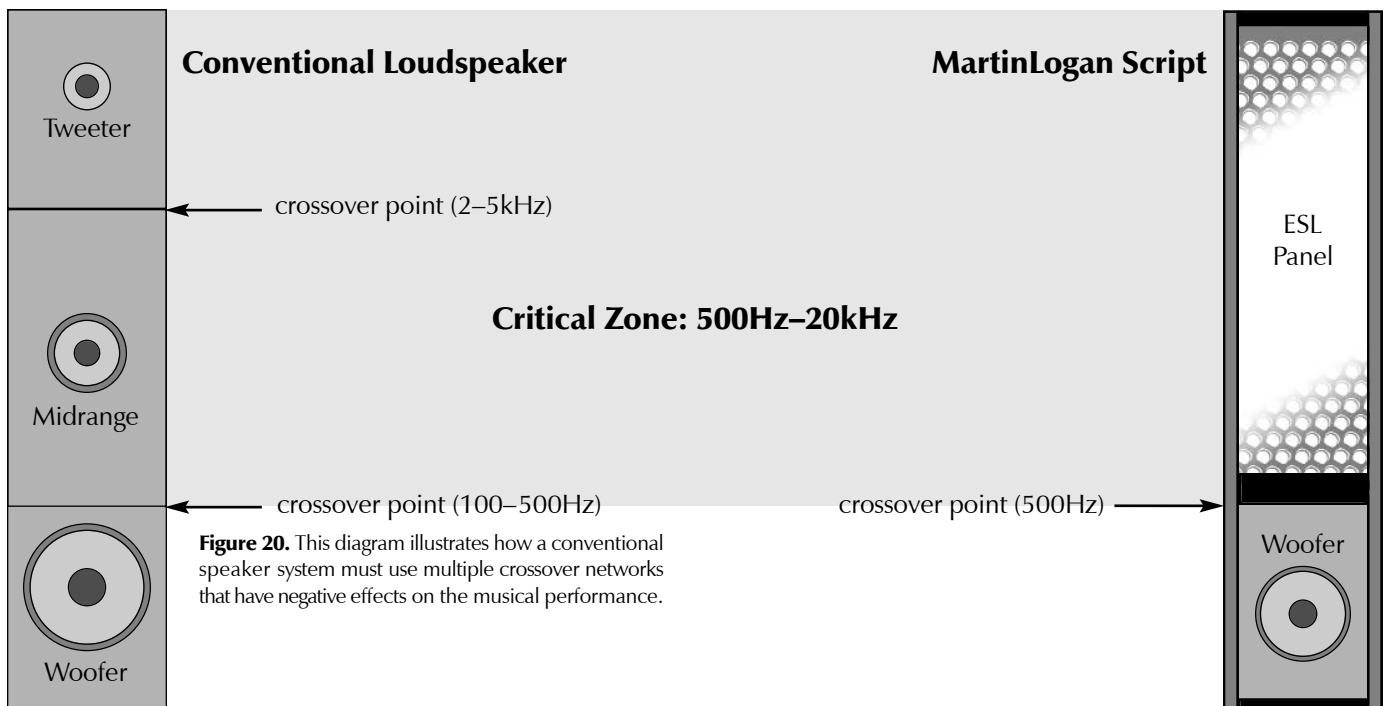 Conventional Loudspeaker
MartinLogan Script
Tweeter
crossover point (2–5kHz)
ESL
Panel
Critical Zone: 500Hz–20kHz
Midrange
crossover point (100–500Hz)
crossover point (500Hz)
Figure 20. This diagram illustrates how a conventional
speaker system must use multiple crossover networks
that have negative effects on the musical performance.
Woofer
Woofer